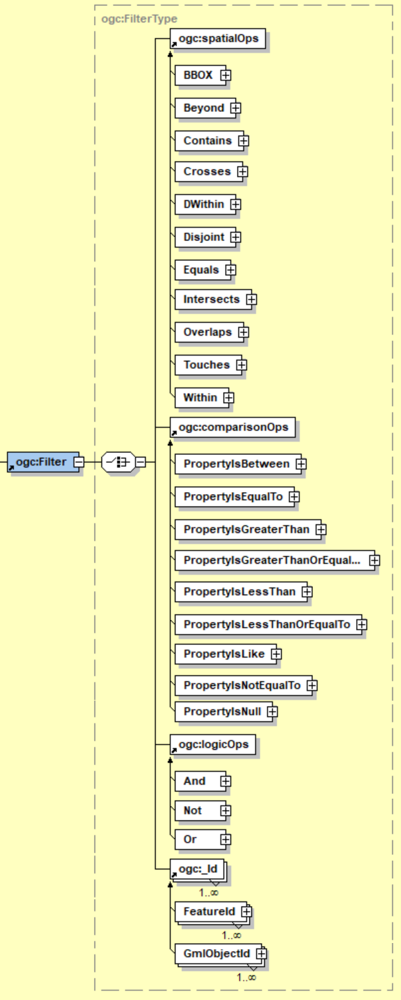 ogc:FilterType
ogc:spatialOps
BBOX
Beyond
Contains
Crosses
DWithin
Disjoint
Equals
Intersects
Overlaps
Touches
Within
ogc:comparisonOps
ogc:Filter
PropertyIsBetween
PropertyIsEqualTo
PropertyIsGreaterThan
PropertyIsGreaterThanOrEqual...
PropertyIsLessThan
PropertyIsLessThanOrEqualTo
PropertyIsLike
PropertyIsNotEqualTo
PropertyIsNull
ogc:logicOps
And
Not
Or
ogc:_Id
1..∞
FeatureId
1..∞
GmlObjectId
1..∞